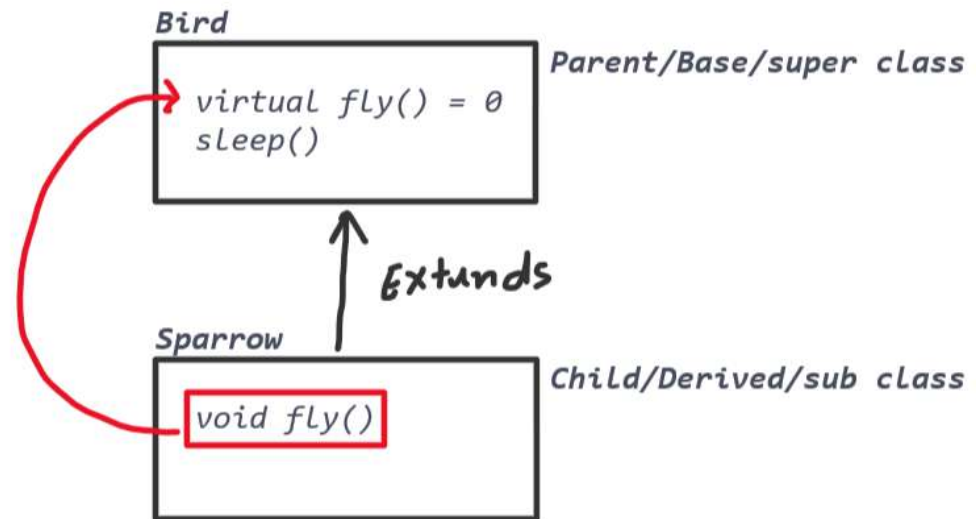 Bird
Parent/Base/super class
virtual fly() = 0
sleep()
Extunds
Sparrow
Child/Derived/sub class
void fly()